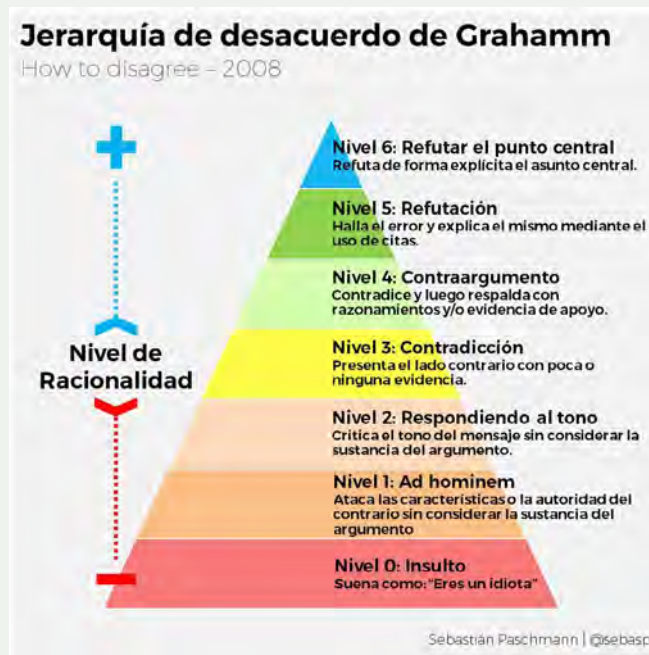 Jerarquía de desacuerdo de Grahamm
How to disagree – 2008
Nivel 6: Refutar el punto central
Refuta de forma explícita el asunto central.
Nivel 5: Refutación
Halla el error y explica el mismo mediante el
uso de citas.
Nivel 4: Contraargumento
Contradice y luego respalda con
razonamientos y/o evidencia de apoyo.
Nivel de
Racionalidad
Nivel 3: Contradicción
Presenta el lado contrario con poca o
ninguna evidencia.
Nivel 2: Respondiendo al tono
Critica el tono del mensaje sin considerar la
sustancia del argumento.
Nivel 1: Ad hominem
Ataca las características o la autoridad del
contrario sin considerar la sustancia del
argumento
Nivel 0: Insulto
Suena como: "Eres un idiota"
Sebastián Paschmann | @sebasp